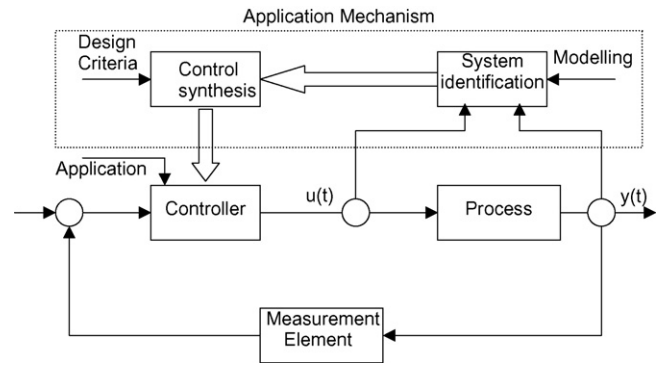 Application Mechanism
Design
Criteria
Control
synthesis
System
identification
Modelling
Application
Controller
u(t)
Process
y(t)
Measurement
Element